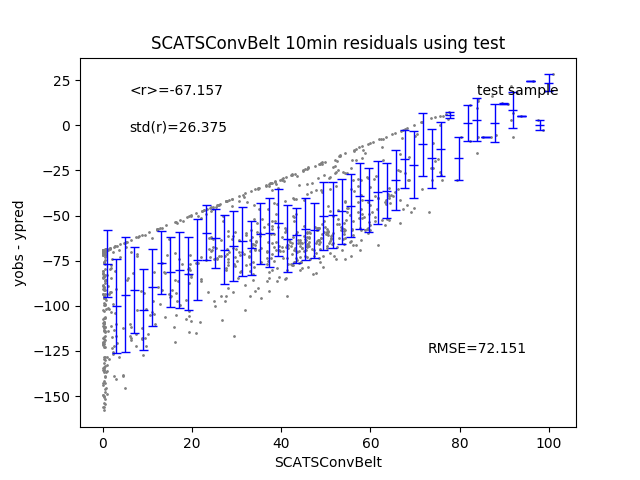 SCATSConvBelt 10min residuals using test
<r>=-67.157
test sample
std(r)=26.375
RMSE=72.151
yobs - ypred
25
0
−25
−50
−75
−100
−125
−150
0 20 40 60 80 100
SCATSConvBelt